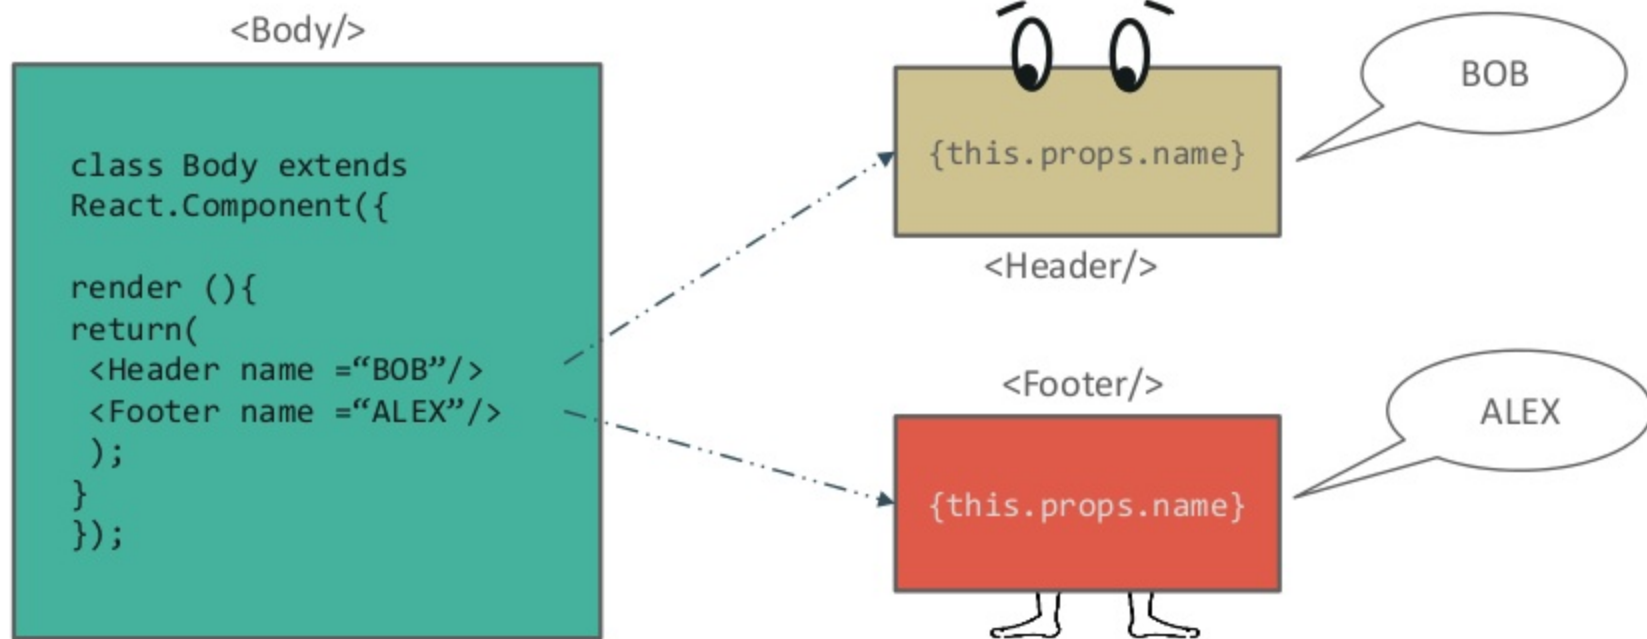 <Body/>
class Body extends
React.Component({
render (){
return(
<Header name =“BOB”/>
<Footer name =“ALEX”/>
);
}
});
{this.props.name}
<Header/>
BOB
<Footer/>
{this.props.name}
ALEX